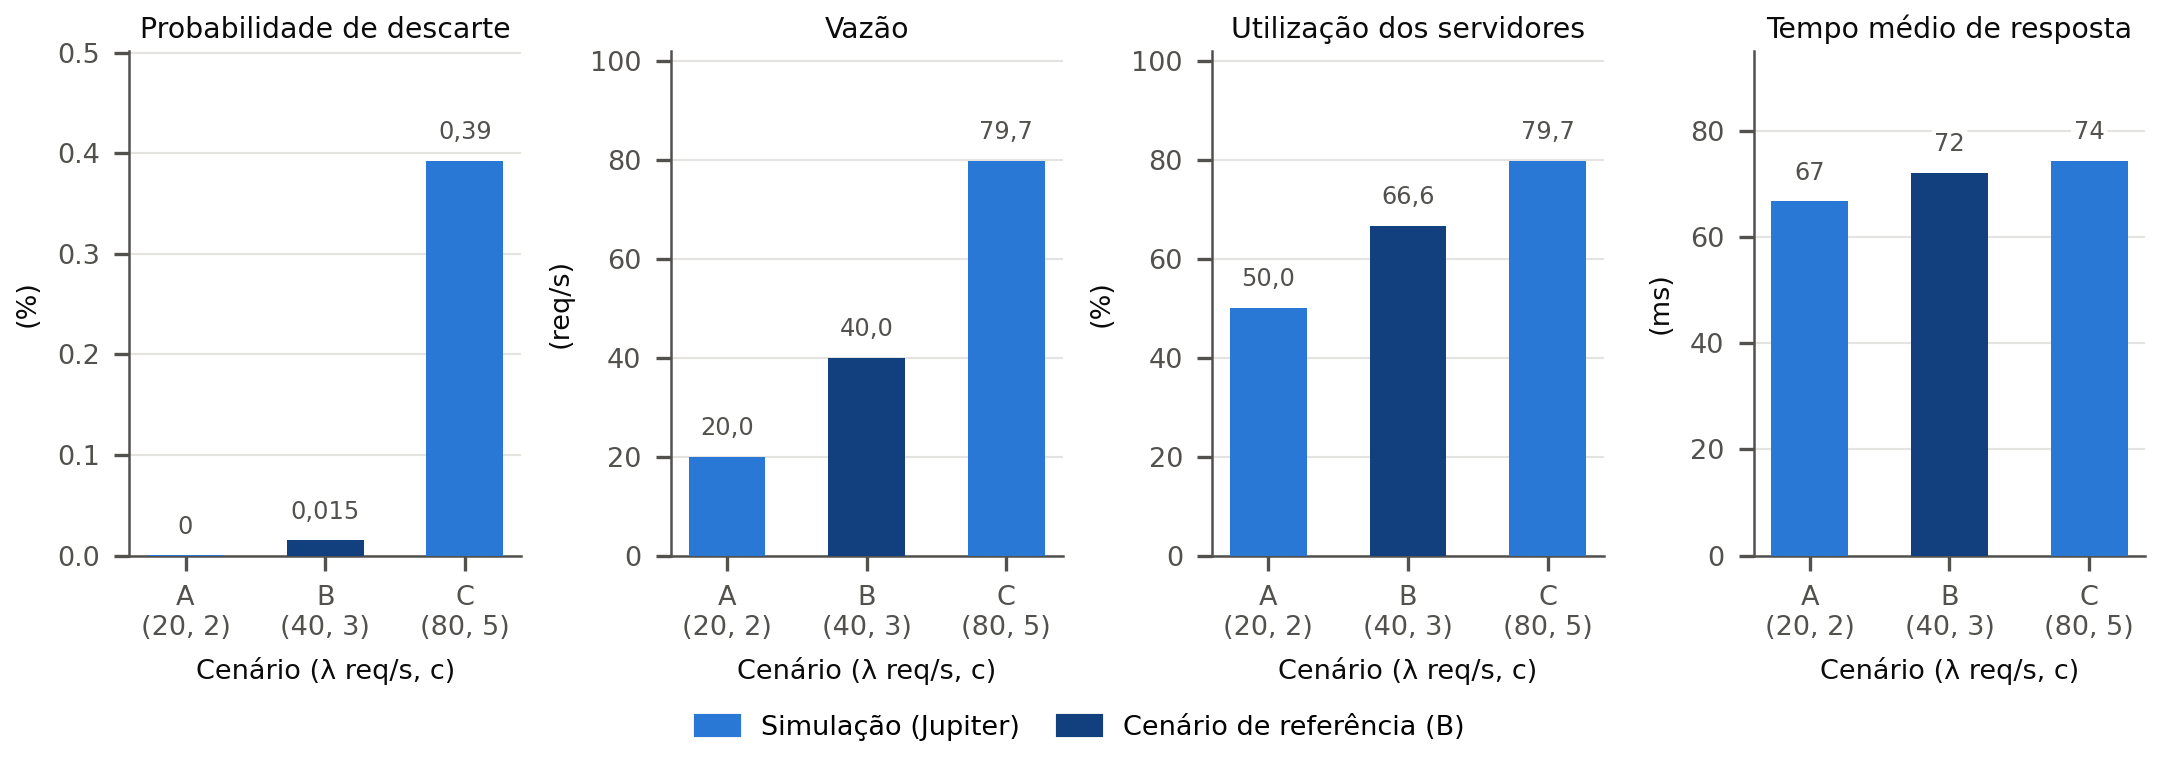 Probabilidade de descarte
0.5
0.4
0.3
0.2
0.1
0.0
(%)
0
0,015
0,39
A
(20, 2)
B
(40, 3)
C
(80, 5)
Cenário (λ req/s, c)
Vazão
100
80
60
40
20
0
(req/s)
20,0
40,0
79,7
A
(20, 2)
B
(40, 3)
C
(80, 5)
Cenário (λ req/s, c)
Utilização dos servidores
100
80
60
40
20
0
(%)
50,0
66,6
79,7
A
(20, 2)
B
(40, 3)
C
(80, 5)
Cenário (λ req/s, c)
Tempo médio de resposta
80
60
40
20
0
(ms)
67
72
74
A
(20, 2)
B
(40, 3)
C
(80, 5)
Cenário (λ req/s, c)
Simulação (Jupiter)
Cenário de referência (B)